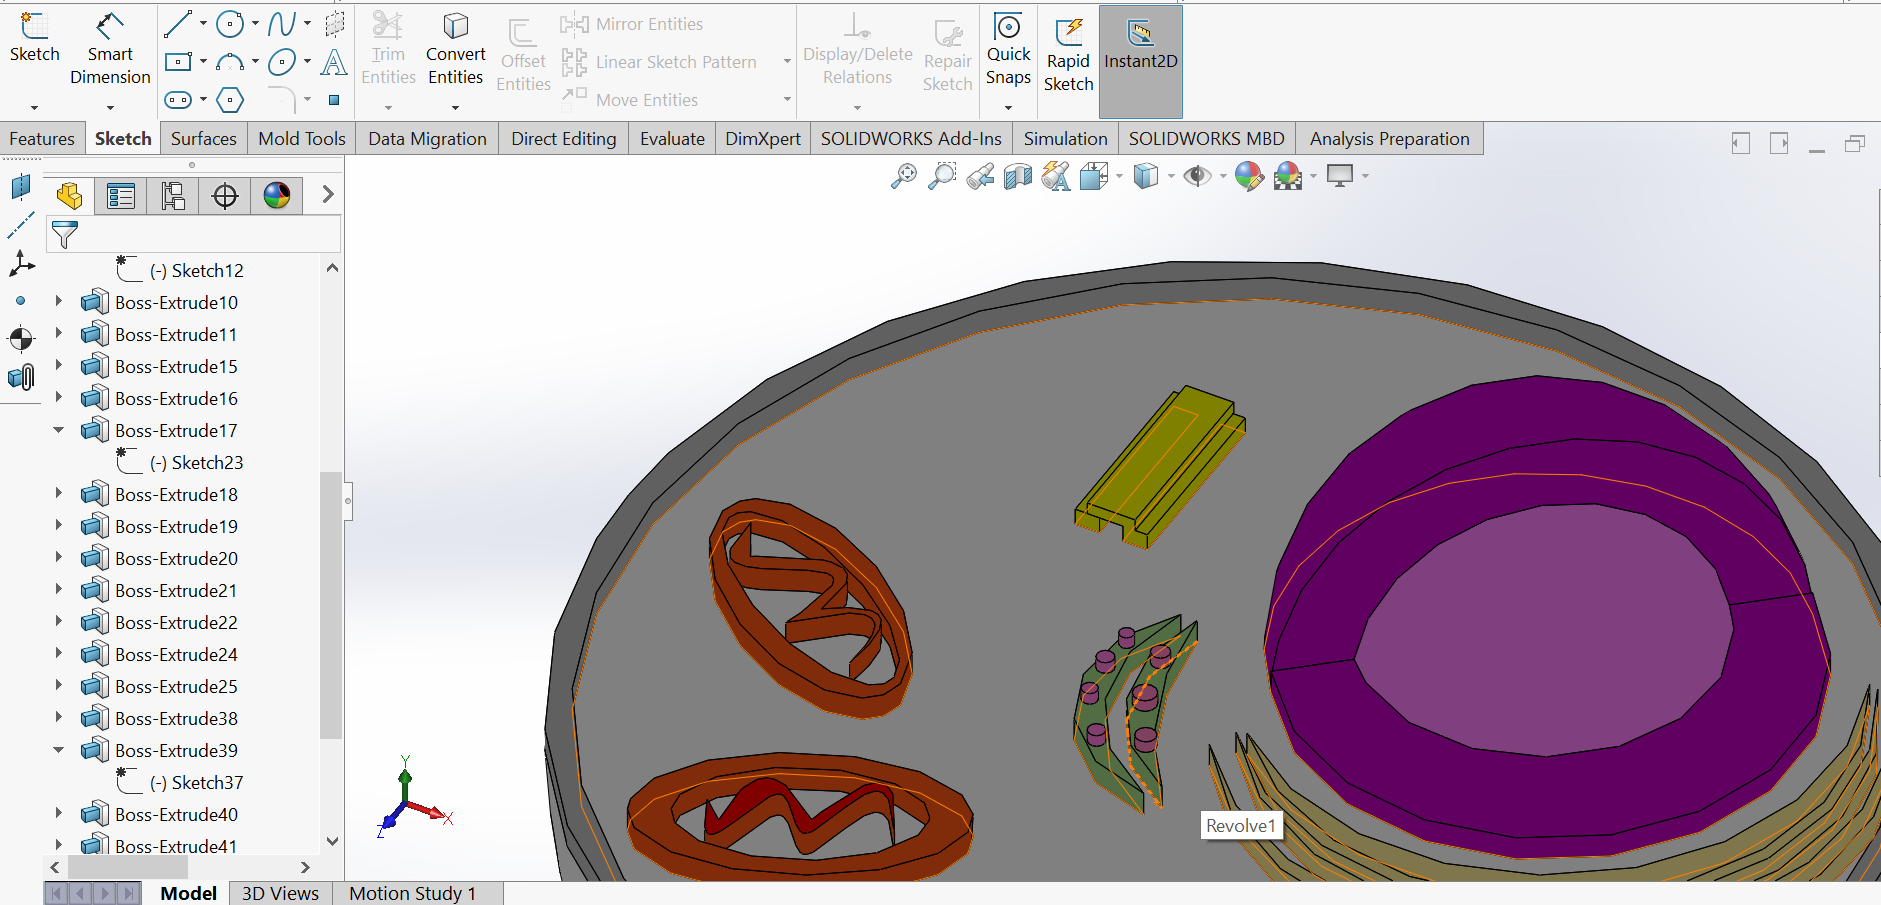 Sketch
Smart
Dimension
Trim
Entities
Convert
Entities
Offset
Entities
Mirror Entities
Linear Sketch Pattern
Move Entities
Display/Delete
Relations
Repair
Sketch
Quick
Snaps
Rapid
Sketch
Instant2D
Features
Sketch
Surfaces
Mold Tools
Data Migration
Direct Editing
Evaluate
DimXpert
SOLIDWORKS Add-Ins
Simulation
SOLIDWORKS MBD
Analysis Preparation
(-) Sketch12
Boss-Extrude10
Boss-Extrude11
Boss-Extrude15
Boss-Extrude16
Boss-Extrude17
(-) Sketch23
Boss-Extrude18
Boss-Extrude19
Boss-Extrude20
Boss-Extrude21
Boss-Extrude22
Boss-Extrude24
Boss-Extrude25
Boss-Extrude38
Boss-Extrude39
(-) Sketch37
Boss-Extrude40
Boss-Extrude41
Y
X
Z
Revolve1
Model
3D Views
Motion Study 1